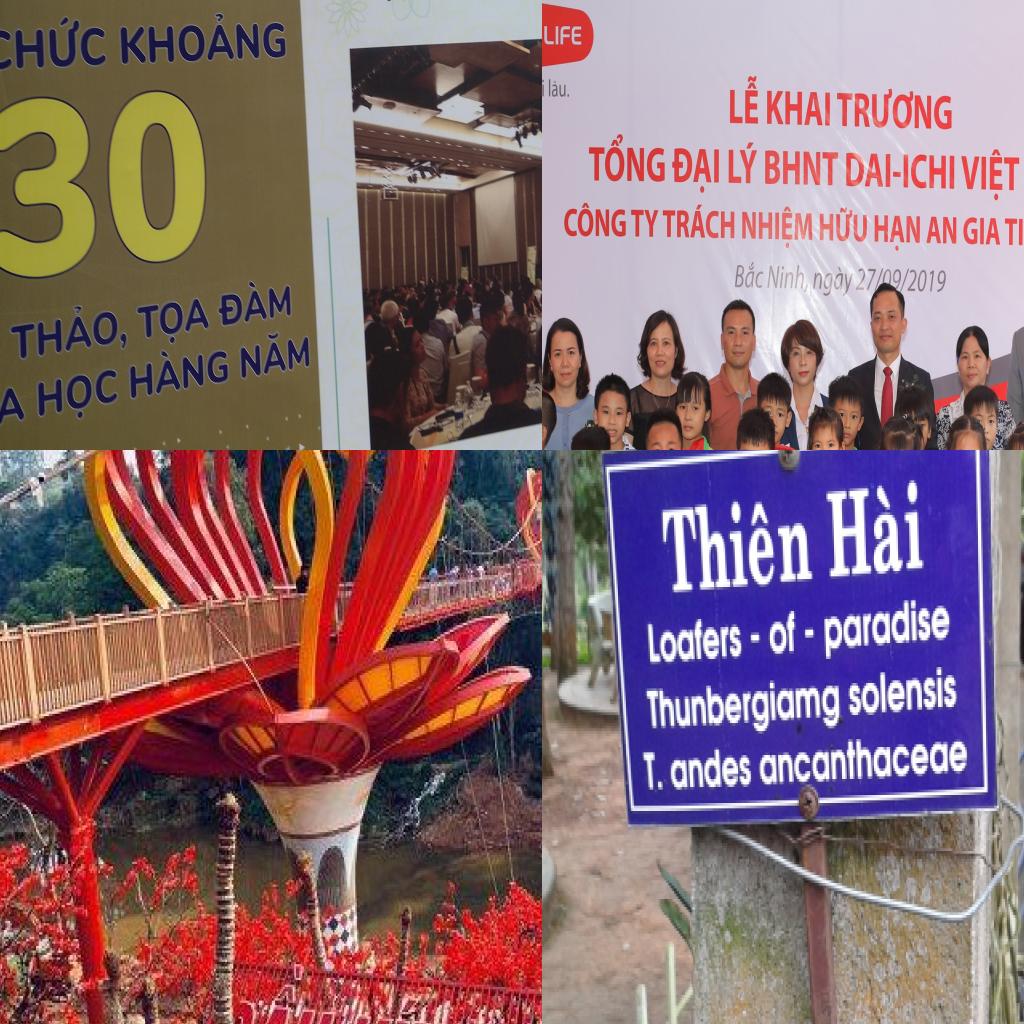 CHỨC KHOẢNG
30
THẢO, TỌA ĐÀM
A HỌC HÀNG NĂM
LIFE
i lâu.
LỄ KHAI TRƯƠNG
TỔNG ĐẠI LÝ BHNT DAI-ICHI VIỆT
CÔNG TY TRÁCH NHIỆM HỮU HẠN AN GIA TI
Bắc Ninh, ngày 27/09/2019
Thiên Hài
Loafers - of - paradise
Thunbergiamg solensis
T. andes ancanthaceae